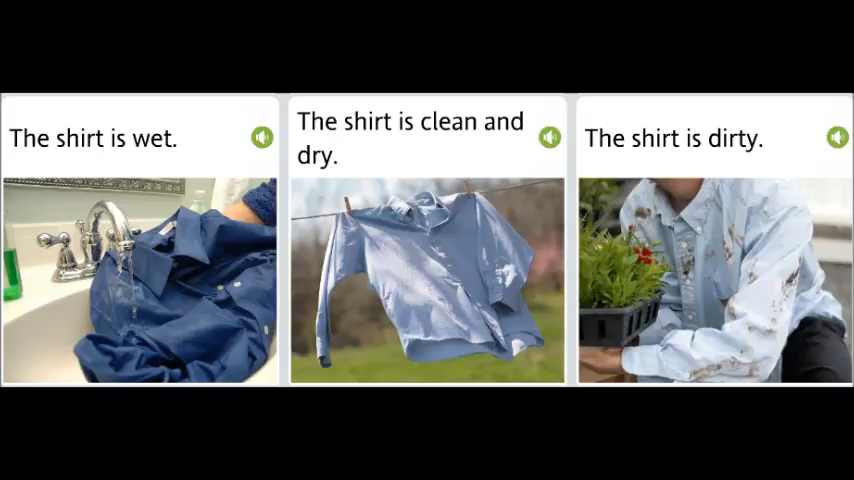 The shirt is wet.
The shirt is clean and
dry.
The shirt is dirty.